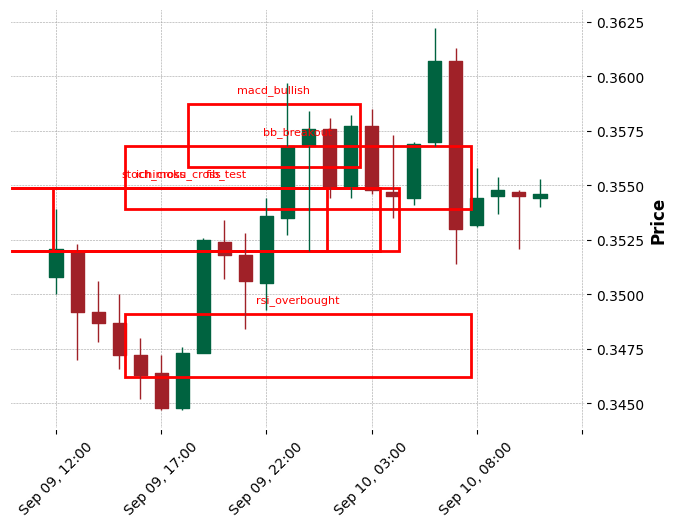 macd_bullish
bb_breakout
fib_test
rsi_overbought
0.3625
0.3600
0.3575
0.3550
0.3525
0.3500
0.3475
0.3450
Price
Sep 09, 12:00
Sep 09, 17:00
Sep 09, 22:00
Sep 10, 03:00
Sep 10, 08:00